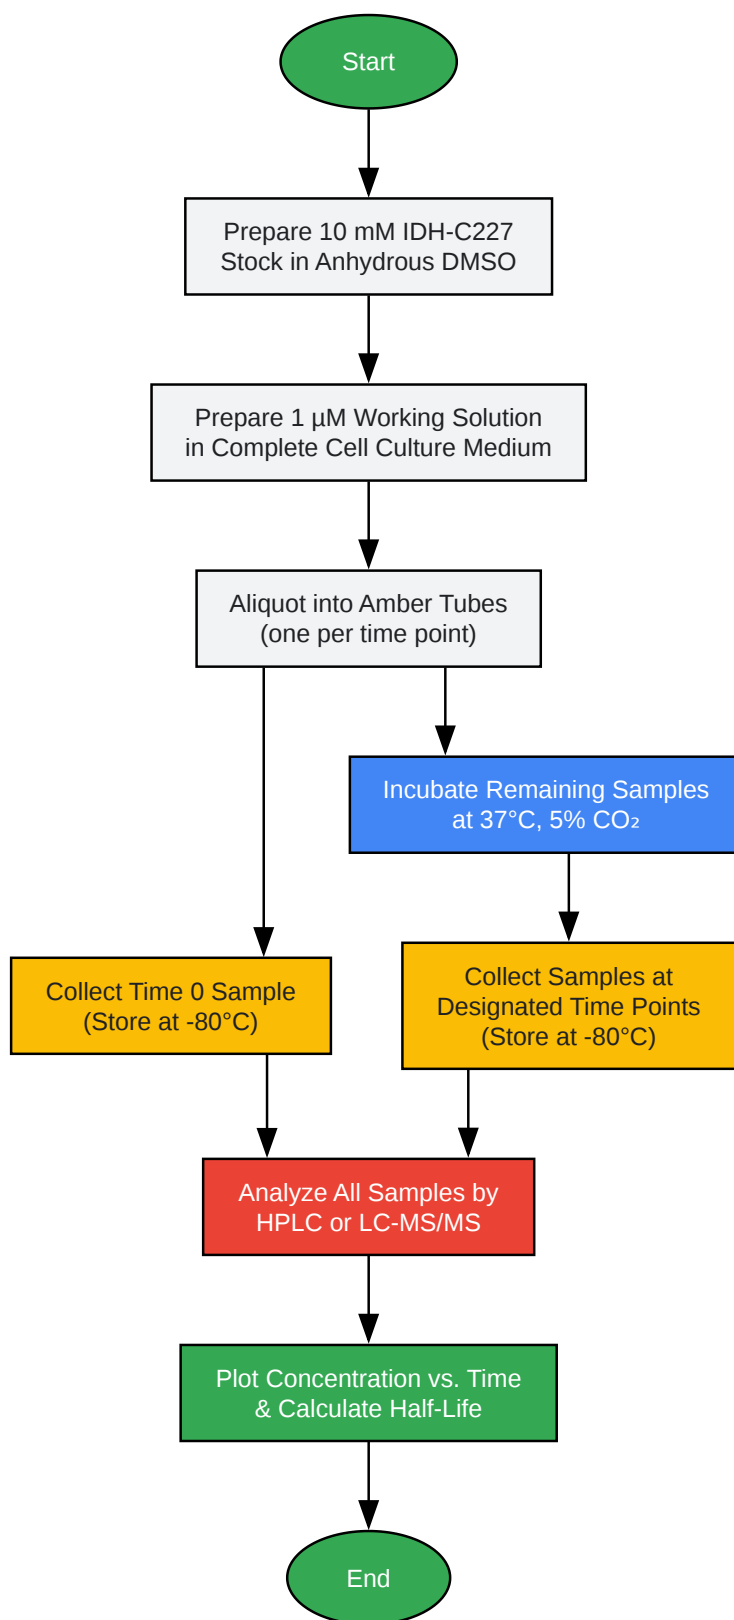 Start
Prepare 10 mM IDH-C227
Stock in Anhydrous DMSO
Prepare 1 µM Working Solution
in Complete Cell Culture Medium
Aliquot into Amber Tubes
(one per time point)
Incubate Remaining Samples
at 37°C, 5% CO₂
Collect Time 0 Sample
(Store at -80°C)
Collect Samples at
Designated Time Points
(Store at -80°C)
Analyze All Samples by
HPLC or LC-MS/MS
Plot Concentration vs. Time
& Calculate Half-Life
End